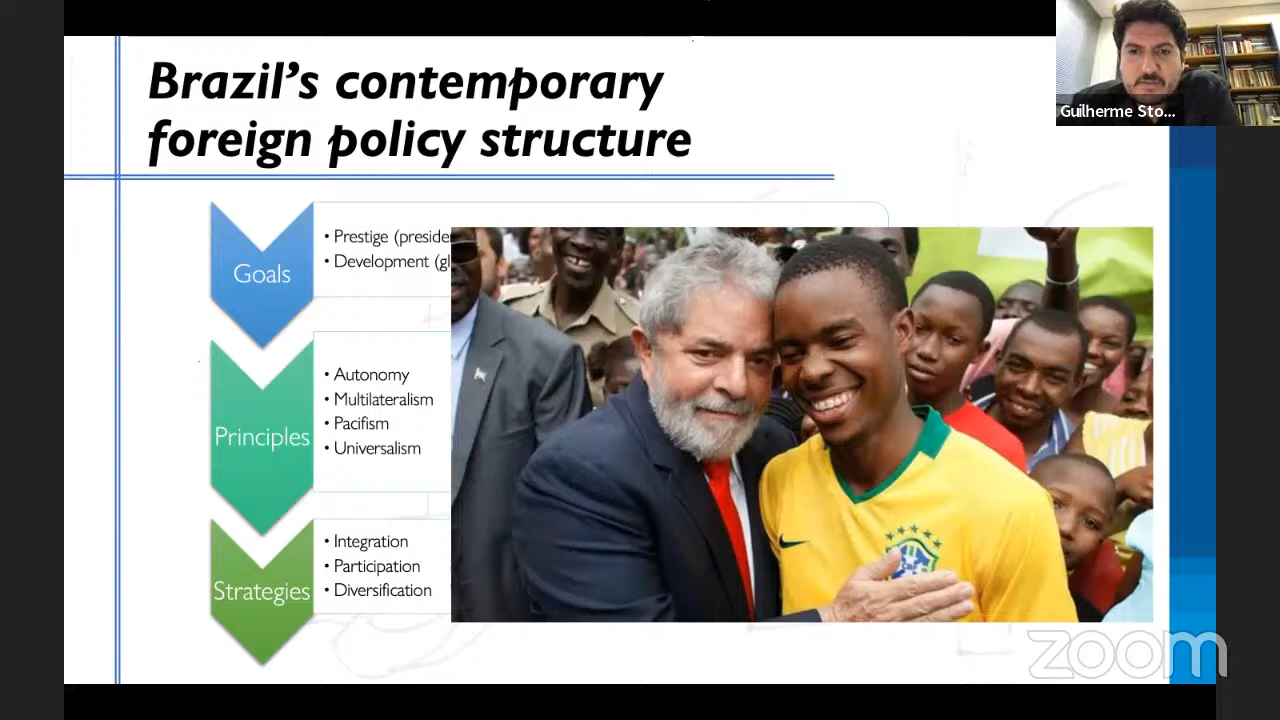 Brazil's contemporary
foreign policy structure
Guilherme Sto...
Goals
• Prestige (preside
• Development (gl
Principles
• Autonomy
• Multilateralism
• Pacifism
• Universalism
Strategies
• Integration
• Participation
• Diversification
zoom